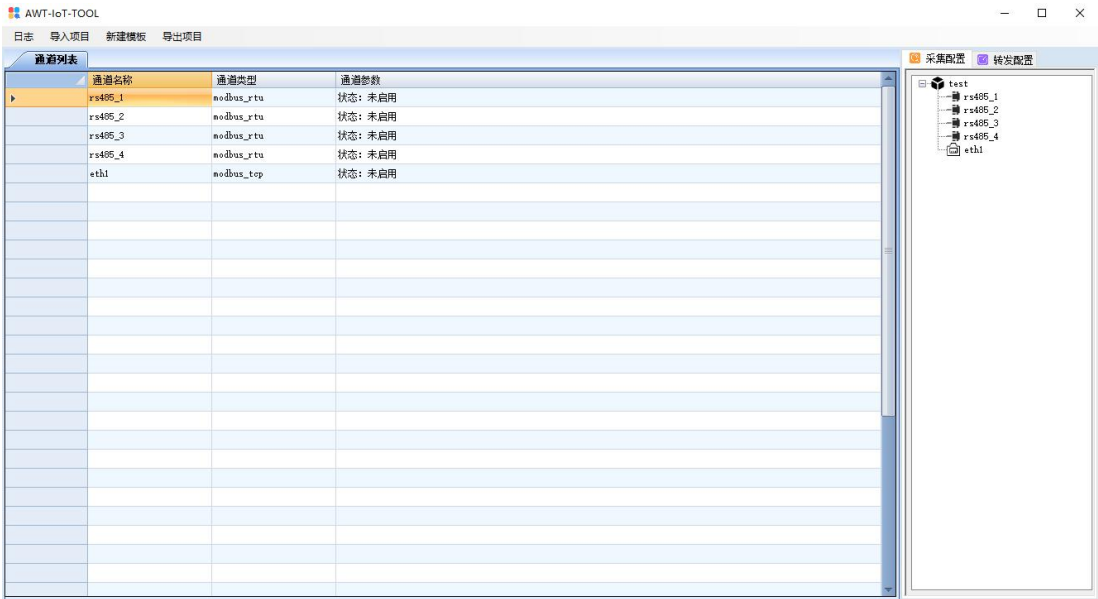 AWT-IoT-TOOL
日志 导入项目 新建模板 导出项目
通道列表
通道名称 通道类型 通道参数
rs485_1 modbus_rtu 状态：未启用
rs485_2 modbus_rtu 状态：未启用
rs485_3 modbus_rtu 状态：未启用
rs485_4 modbus_rtu 状态：未启用
eth1 modbus_tcp 状态：未启用
采集配置 转发配置
test
rs485_1
rs485_2
rs485_3
rs485_4
eth1